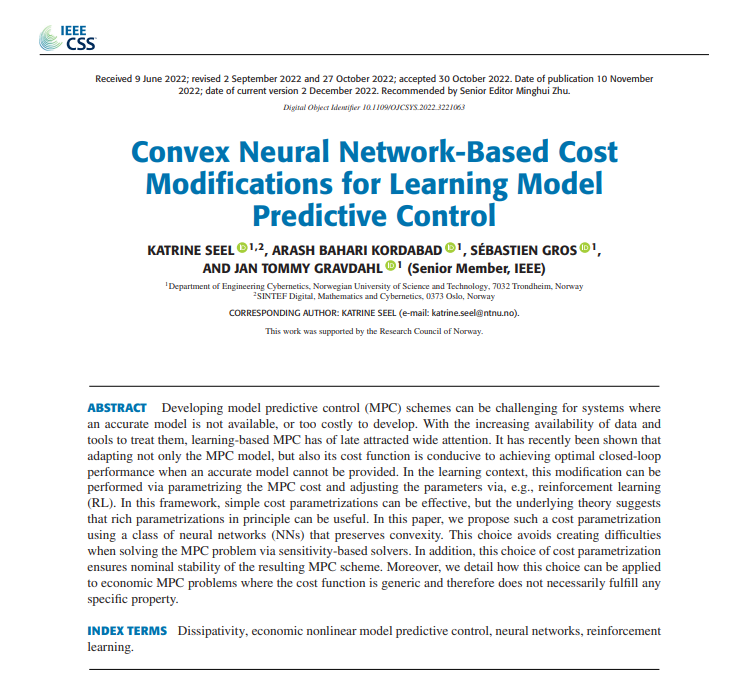 IEEE
CSS
Received 9 June 2022; revised 2 September 2022 and 27 October 2022; accepted 30 October 2022. Date of publication 10 November
2022; date of current version 2 December 2022. Recommended by Senior Editor Minghui Zhu.
Digital Object Identifier 10.1109/OJCSYS.2022.3221063
Convex Neural Network-Based Cost
Modifications for Learning Model
Predictive Control
KATRINE SEEL iD 1,2, ARASH BAHARI KORDABAD iD 1, SÉBASTIEN GROS iD 1,
AND JAN TOMMY GRAVDAHL iD 1 (Senior Member, IEEE)
1Department of Engineering Cybernetics, Norwegian University of Science and Technology, 7032 Trondheim, Norway
2SINTEF Digital, Mathematics and Cybernetics, 0373 Oslo, Norway
CORRESPONDING AUTHOR: KATRINE SEEL (e-mail: katrine.seel@ntnu.no).
This work was supported by the Research Council of Norway.
ABSTRACT Developing model predictive control (MPC) schemes can be challenging for systems where
an accurate model is not available, or too costly to develop. With the increasing availability of data and
tools to treat them, learning-based MPC has of late attracted wide attention. It has recently been shown that
adapting not only the MPC model, but also its cost function is conducive to achieving optimal closed-loop
performance when an accurate model cannot be provided. In the learning context, this modification can be
performed via parametrizing the MPC cost and adjusting the parameters via, e.g., reinforcement learning
(RL). In this framework, simple cost parametrizations can be effective, but the underlying theory suggests
that rich parametrizations in principle can be useful. In this paper, we propose such a cost parametrization
using a class of neural networks (NNs) that preserves convexity. This choice avoids creating difficulties
when solving the MPC problem via sensitivity-based solvers. In addition, this choice of cost parametrization
ensures nominal stability of the resulting MPC scheme. Moreover, we detail how this choice can be applied
to economic MPC problems where the cost function is generic and therefore does not necessarily fulfill any
specific property.
INDEX TERMS Dissipativity, economic nonlinear model predictive control, neural networks, reinforcement
learning.